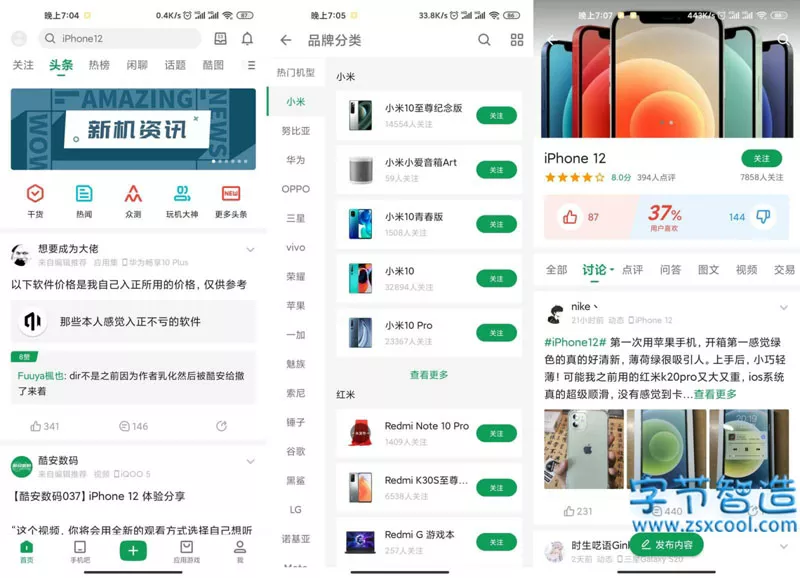 晚上7:04
0.4K/s
87
iPhone12
关注 头条 热榜 闲聊 话题 酷图
AMAZING
NEWS
WOW
新机资讯
干货 热闻 众测 玩机大神 更多头条
NEW
想要成为大佬
来自编辑推荐 应用集 华为畅享10 Plus
以下软件价格是我自己入正所用的价格，仅供参考
那些本人感觉入正不亏的软件
8赞
Fuuya楓也: dir不是之前因为作者乳化然后被酷安给撤了来着
341 146
酷安数码
来自编辑推荐 视频 iQOO 5
【酷安数码037】iPhone 12 体验分享
“这个视频，你将会用全新的观看方式选择自己想听
首页 手机吧 应用游戏 我
晚上7:05
33.8K/s
86
品牌分类
热门机型
小米
努比亚
华为
OPPO
三星
vivo
荣耀
苹果
一加
魅族
索尼
锤子
谷歌
黑鲨
LG
诺基亚
小米
小米10至尊纪念版
14554人关注
关注
小米小爱音箱Art
59人关注
关注
小米10青春版
1508人关注
关注
小米10
32894人关注
关注
小米10 Pro
23367人关注
关注
查看更多
红米
Redmi Note 10 Pro
1409人关注
关注
Redmi K30S至尊...
6538人关注
关注
Redmi G 游戏本
257人关注
关注
晚上7:07
443K/s
86
iPhone 12
关注
8.0分 394人点评
7858人关注
87
37%
用户喜欢
144
全部 讨论 点评 问答 图文 视频 交易
nike丶
21小时前 动态 iPhone 12
#iPhone12# 第一次用苹果手机，开箱第一感觉绿色的真的好清新，薄荷绿很吸引人。上手后，小巧轻薄！可能我之前用的红米k20pro又大又重，ios系统真的超级顺滑，没有感觉到卡...查看更多
20:19
231 440
字节智造
www.zsxcool.com
时生呓语Gin
2天前 动态 三星Galaxy S20
发布内容